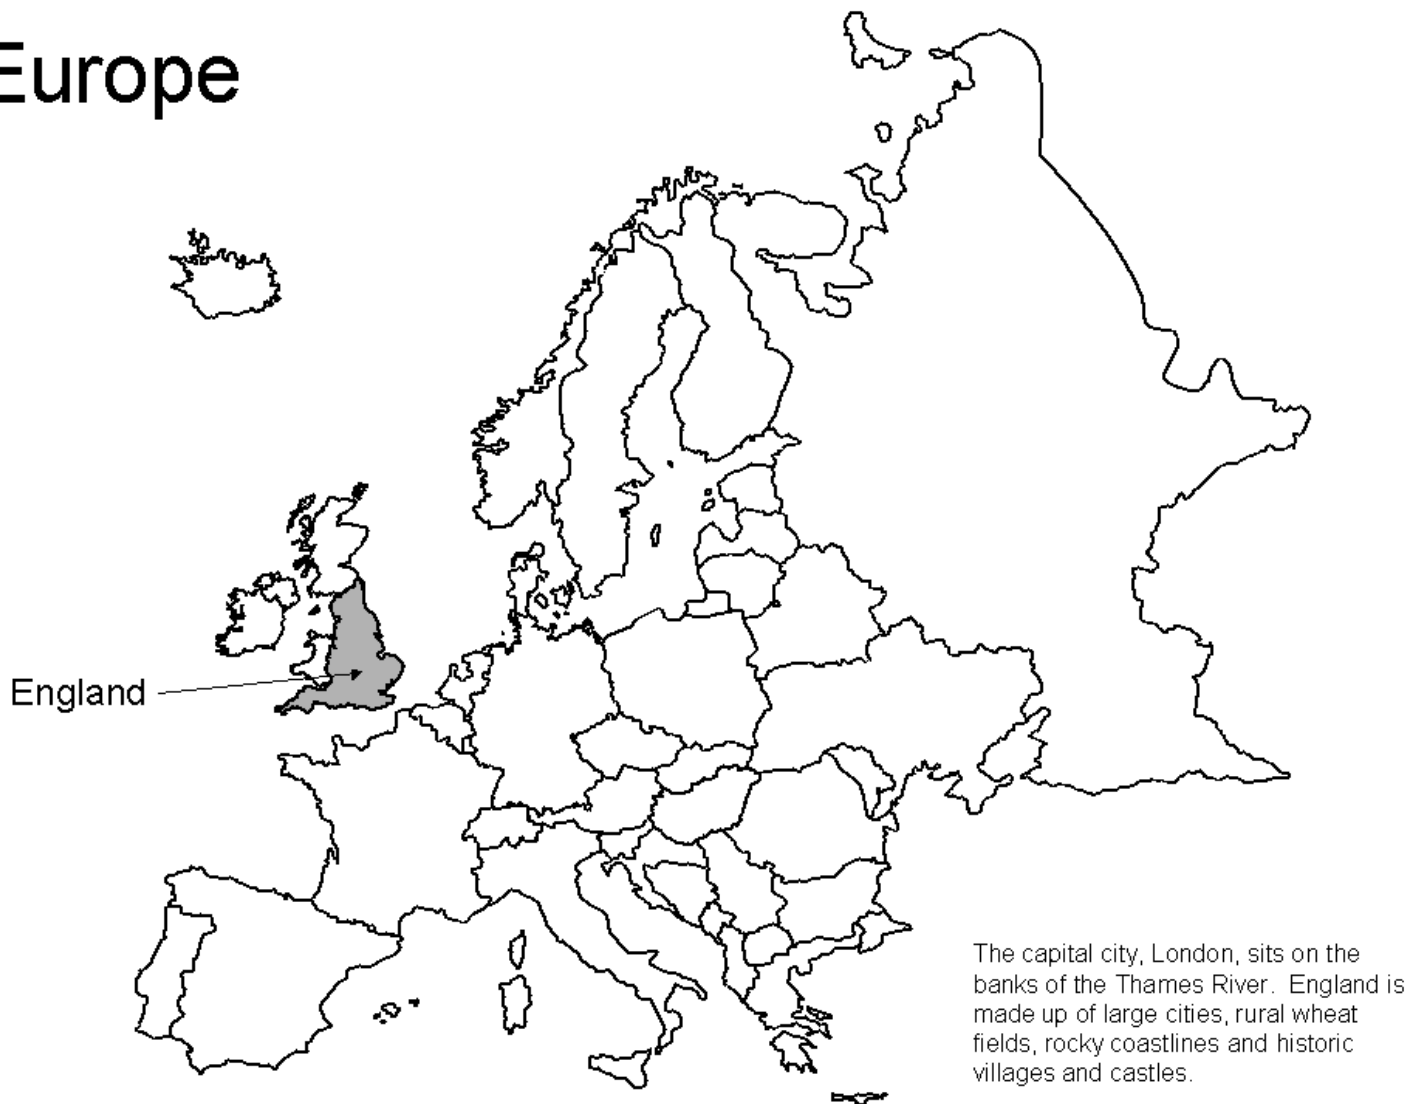 Europe
England
The capital city, London, sits on the
banks of the Thames River.  England is
made up of large cities, rural wheat
fields, rocky coastlines and historic
villages and castles.